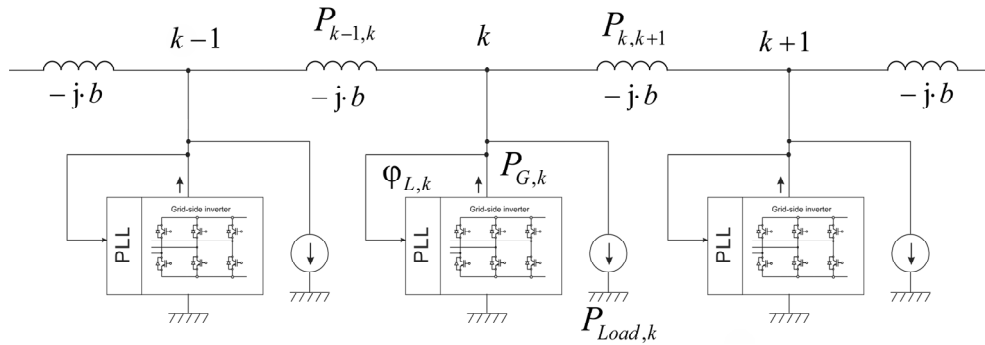 P_{k-1,k}
P_{k,k+1}
k-1
k
k+1
-j·b
-j·b
-j·b
-j·b
φ_{L,k}
P_{G,k}
Grid-side inverter
Grid-side inverter
Grid-side inverter
PLL
PLL
PLL
P_{Load,k}